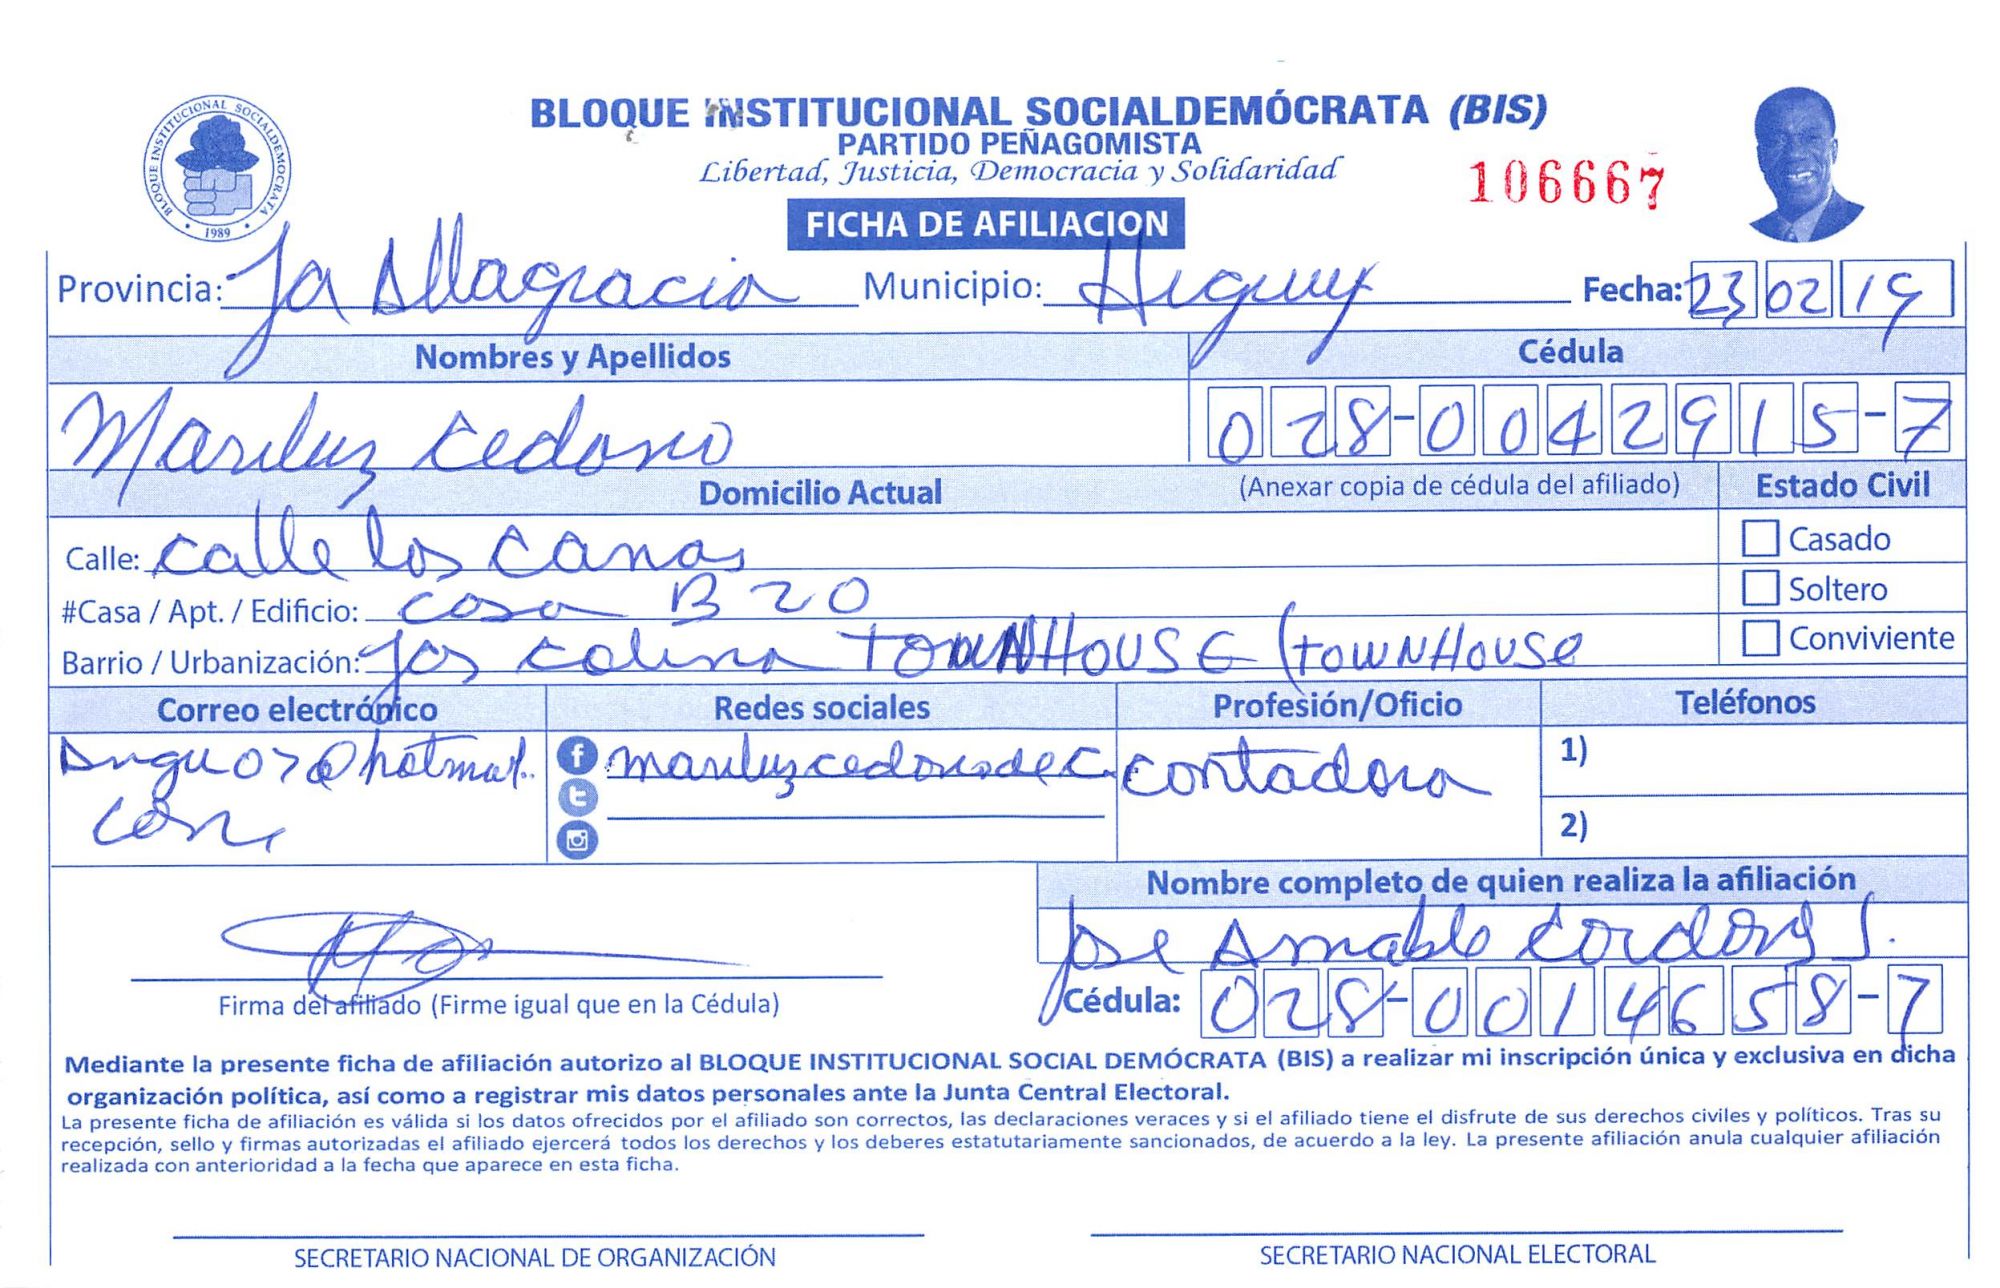 BLOQUE INSTITUCIONAL SOCIALDEMÓCRATA (BIS)
PARTIDO PEÑAGOMISTA
Libertad, Justicia, Democracia y Solidaridad
106667
BLOQUE INSTITUCIONAL SOCIALDEMOCRATA
1989
FICHA DE AFILIACION
Provincia: La Altagracia Municipio: Higuey Fecha: 23 02 19
Nombres y Apellidos Cédula
Mariluz Cedano 028-0042915-7
Domicilio Actual (Anexar copia de cédula del afiliado) Estado Civil
Calle: Calle los Canas Casado
#Casa / Apt. / Edificio: Casa B 20 Soltero
Barrio / Urbanización: los Colina TOWNHOUSE (TOWNHOUSE Conviviente
Correo electrónico Redes sociales Profesión/Oficio Teléfonos
Angu07@hotmail. mariluzcedanodeC. Contadora 1)
com 2)
Nombre completo de quien realiza la afiliación
Jose Amable
Firma del afiliado (Firme igual que en la Cédula) Cédula: 028-0014658-7
Mediante la presente ficha de afiliación autorizo al BLOQUE INSTITUCIONAL SOCIAL DEMÓCRATA (BIS) a realizar mi inscripción única y exclusiva en dicha
organización política, así como a registrar mis datos personales ante la Junta Central Electoral.
La presente ficha de afiliación es válida si los datos ofrecidos por el afiliado son correctos, las declaraciones veraces y si el afiliado tiene el disfrute de sus derechos civiles y políticos. Tras su
recepción, sello y firmas autorizadas el afiliado ejercerá todos los derechos y los deberes estatutariamente sancionados, de acuerdo a la ley. La presente afiliación anula cualquier afiliación
realizada con anterioridad a la fecha que aparece en esta ficha.
SECRETARIO NACIONAL DE ORGANIZACIÓN SECRETARIO NACIONAL ELECTORAL